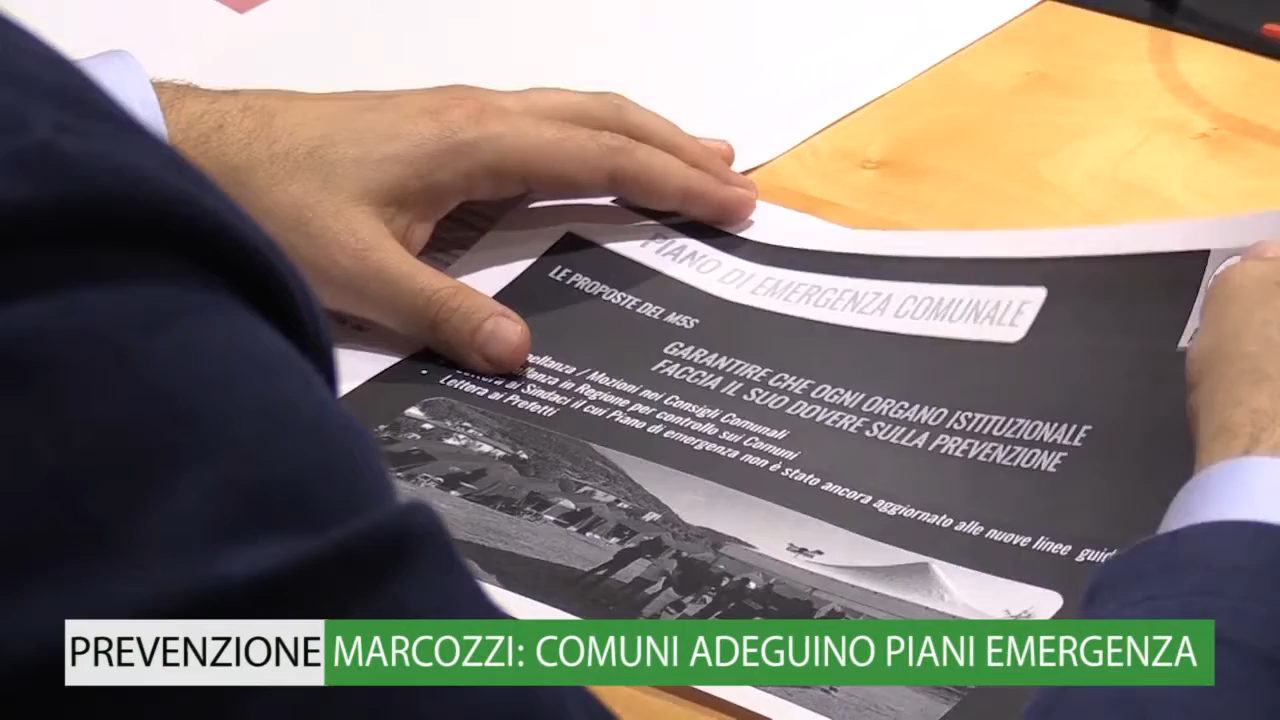 PIANO DI EMERGENZA COMUNALE
LE PROPOSTE DEL M5S
GARANTIRE CHE OGNI ORGANO ISTITUZIONALE
FACCIA IL SUO DOVERE SULLA PREVENZIONE
/ Mozioni nei Consigli Comunali
in Regione per controllo sui Comuni
Lettera ai Sindaci il cui Piano di emergenza non è stato ancora aggiornato alle nuove linee
Lettera ai Prefetti
PREVENZIONE MARCOZZI: COMUNI ADEGUINO PIANI EMERGENZA